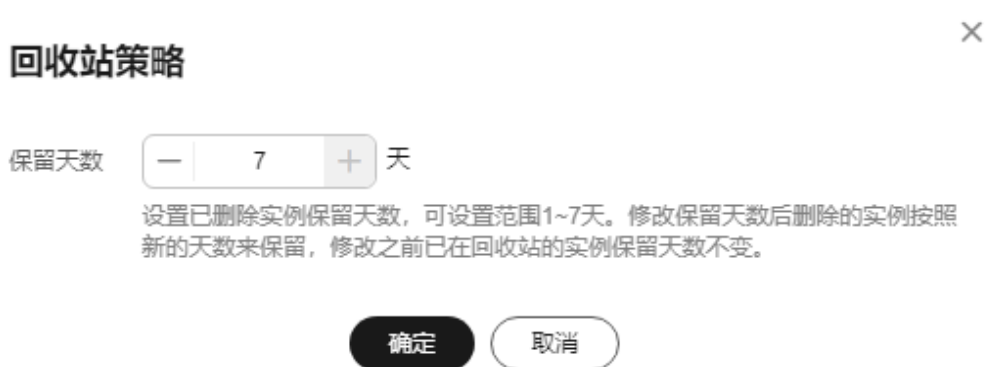 回收站策略
保留天数 7 天
设置已删除实例保留天数，可设置范围1~7天。修改保留天数后删除的实例按照
新的天数来保留，修改之前已在回收站的实例保留天数不变。
确定 取消